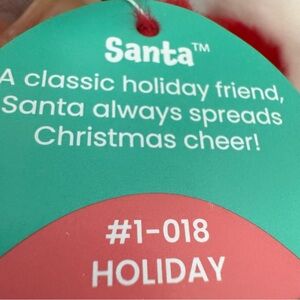 Santa™
A classic holiday friend,
Santa always spreads
Christmas cheer!
#1-018
HOLIDAY